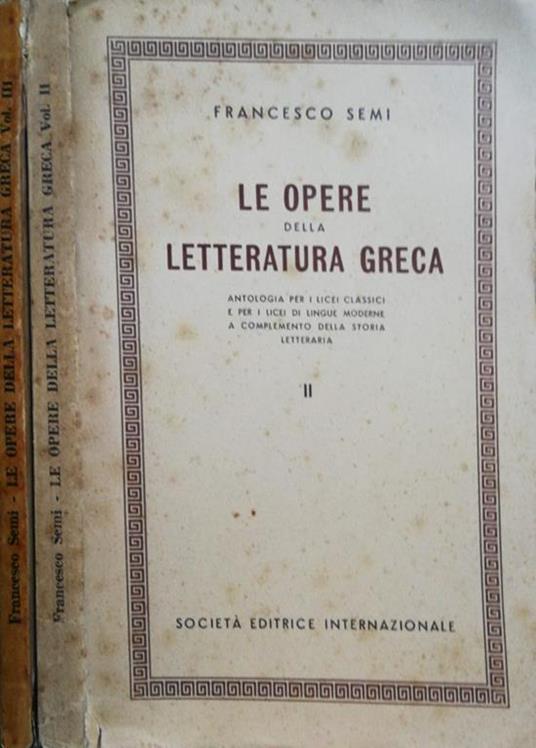 Francesco Semi - LE OPERE DELLA LETTERATURA GRECA Vol. III
Francesco Semi - LE OPERE DELLA LETTERATURA GRECA Vol. II
FRANCESCO SEMI
LE OPERE
DELLA
LETTERATURA GRECA
ANTOLOGIA PER I LICEI CLASSICI
E PER I LICEI DI LINGUE MODERNE
A COMPLEMENTO DELLA STORIA
LETTERARIA
II
SOCIETÀ EDITRICE INTERNAZIONALE